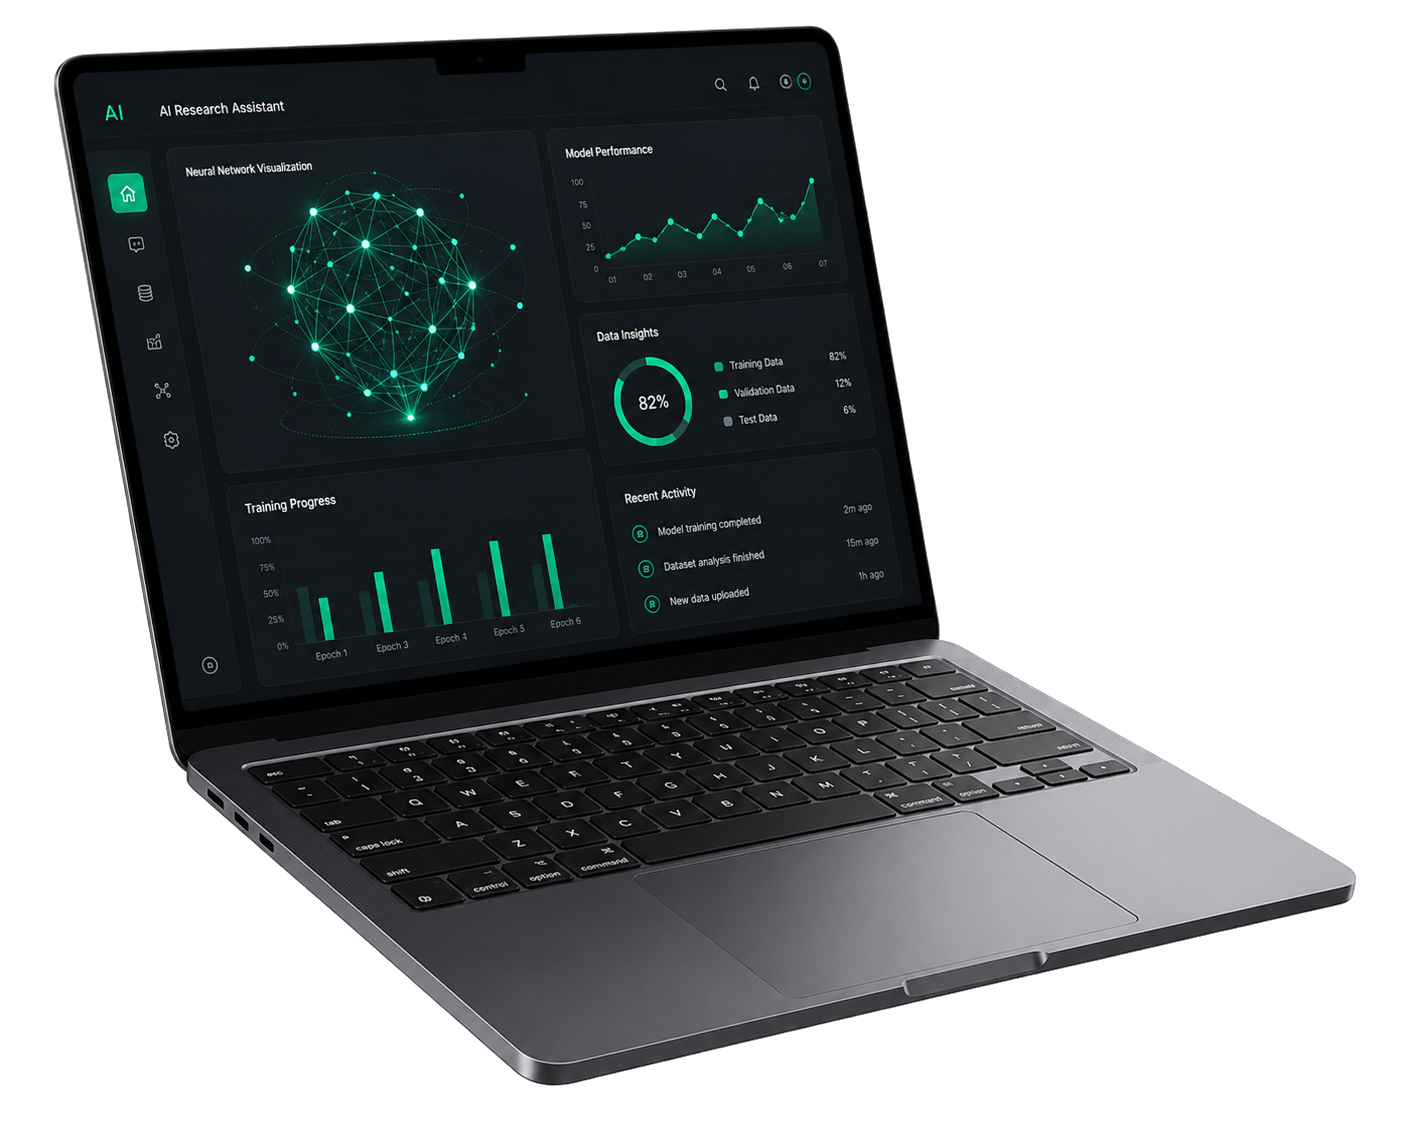 AI
AI Research Assistant
Neural Network Visualization
Model Performance
100
75
50
25
0
01 02 03 04 05 06 07
Data Insights
82%
Training Data 82%
Validation Data 12%
Test Data 6%
Training Progress
100%
75%
50%
25%
0%
Epoch 1 Epoch 3 Epoch 4 Epoch 5 Epoch 6
Recent Activity
Model training completed 2m ago
Dataset analysis finished 15m ago
New data uploaded 1h ago
esc
tab Q W E R T Y U I O P
caps lock A S D F G H J K L
shift Z X C V B N M
control option command command option